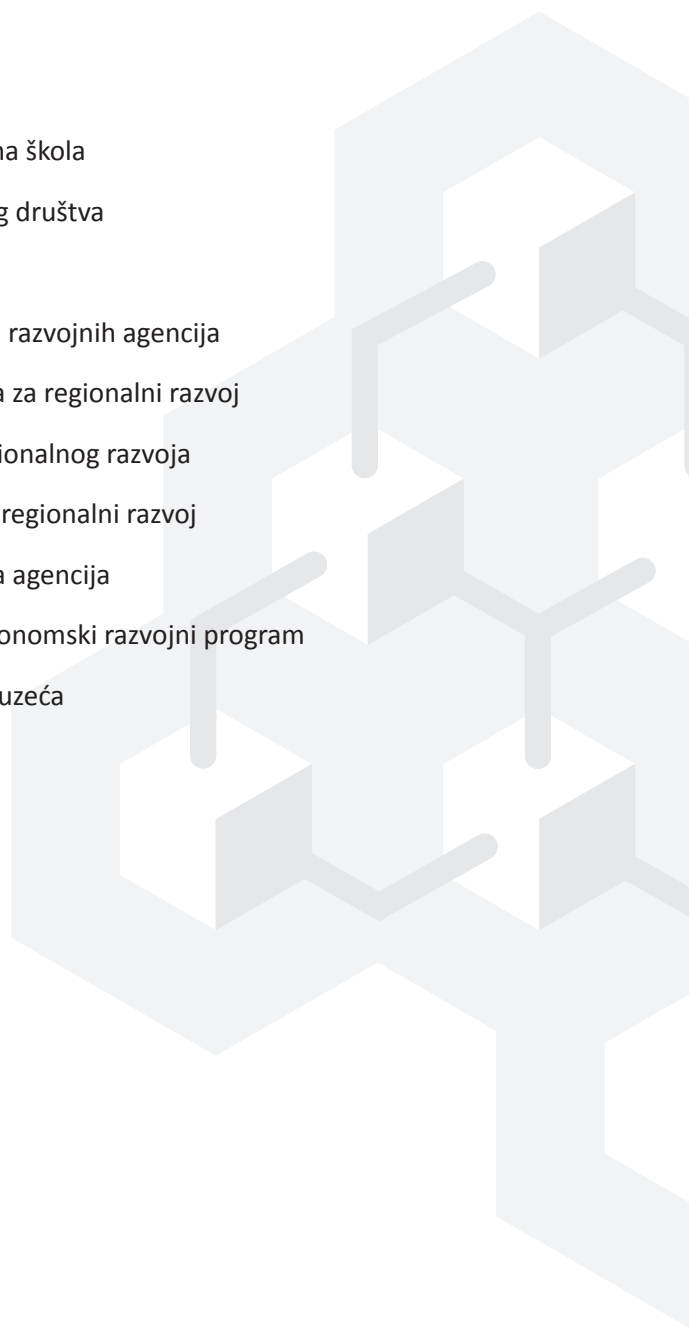 na škola
g društva
razvojnih agencija
a za regionalni razvoj
ionalnog razvoja
regionalni razvoj
a agencija
onomski razvojni program
uzeća